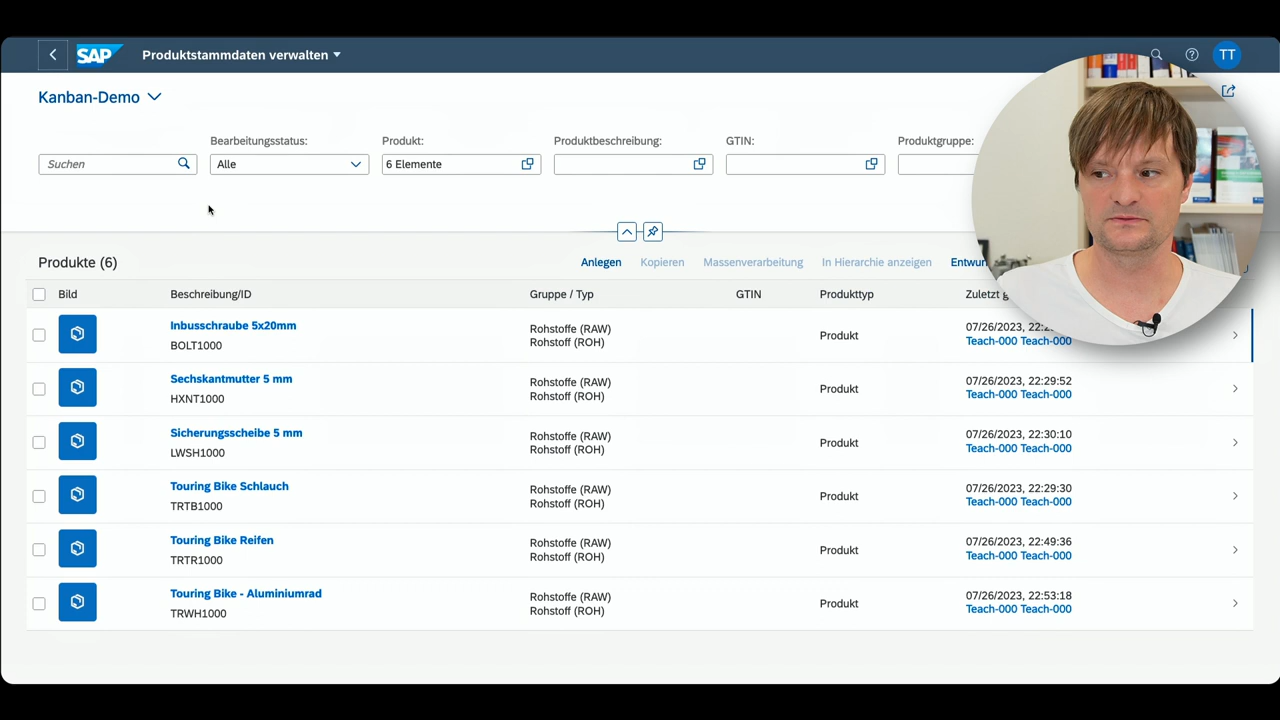 SAP Produktstammdaten verwalten
TT
Kanban-Demo
Bearbeitungsstatus: Produkt: Produktbeschreibung: GTIN: Produktgruppe:
Suchen Alle 6 Elemente
Produkte (6) Anlegen Kopieren Massenverarbeitung In Hierarchie anzeigen
Bild Beschreibung/ID Gruppe / Typ GTIN Produkttyp Zuletzt
Inbusschraube 5x20mm
BOLT1000
Rohstoffe (RAW)
Rohstoff (ROH)
Produkt
07/26/2023,
Teach-000 Teach-000
Sechskantmutter 5 mm
HXNT1000
Rohstoffe (RAW)
Rohstoff (ROH)
Produkt
07/26/2023, 22:29:52
Teach-000 Teach-000
Sicherungsscheibe 5 mm
LWSH1000
Rohstoffe (RAW)
Rohstoff (ROH)
Produkt
07/26/2023, 22:30:10
Teach-000 Teach-000
Touring Bike Schlauch
TRTB1000
Rohstoffe (RAW)
Rohstoff (ROH)
Produkt
07/26/2023, 22:29:30
Teach-000 Teach-000
Touring Bike Reifen
TRTR1000
Rohstoffe (RAW)
Rohstoff (ROH)
Produkt
07/26/2023, 22:49:36
Teach-000 Teach-000
Touring Bike - Aluminiumrad
TRWH1000
Rohstoffe (RAW)
Rohstoff (ROH)
Produkt
07/26/2023, 22:53:18
Teach-000 Teach-000